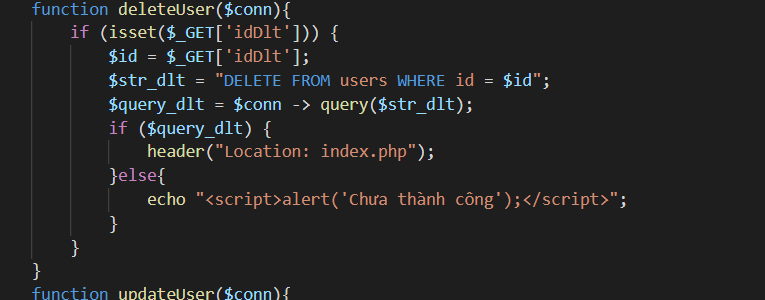 function deleteUser($conn){
if (isset($_GET['idDlt'])) {
$id = $_GET['idDlt'];
$str_dlt = "DELETE FROM users WHERE id = $id";
$query_dlt = $conn -> query($str_dlt);
if ($query_dlt) {
header("Location: index.php");
}else{
echo "<script>alert('Chưa thành công');</script>";
}
}
}
function updateUser($conn){